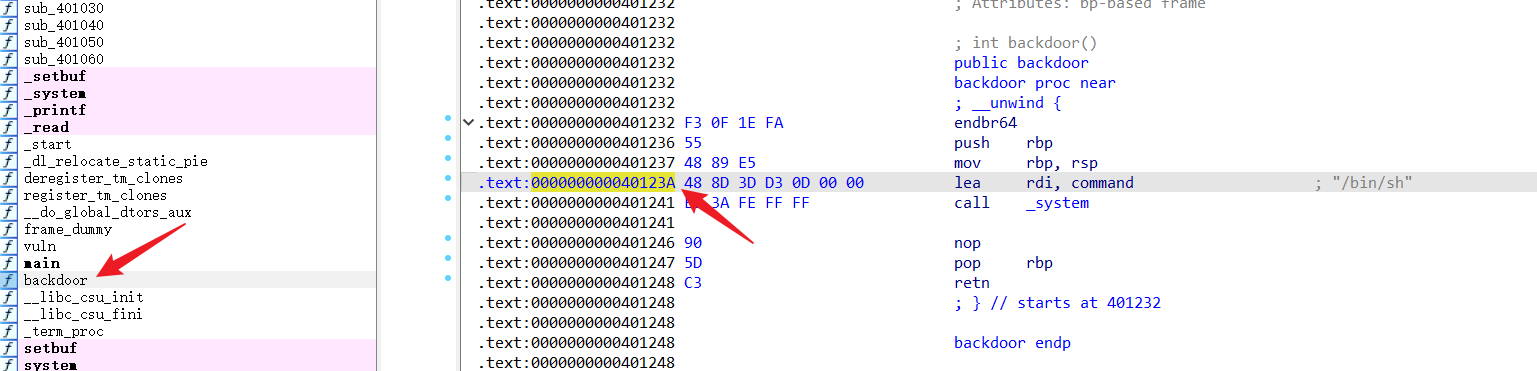 sub_401030
sub_401040
sub_401050
sub_401060
_setbuf
_system
_printf
_read
_start
_dl_relocate_static_pie
deregister_tm_clones
register_tm_clones
__do_global_dtors_aux
frame_dummy
vuln
main
backdoor
__libc_csu_init
__libc_csu_fini
_term_proc
setbuf
system
.text:0000000000401232 ; Attributes: bp-based frame
.text:0000000000401232
.text:0000000000401232 ; int backdoor()
.text:0000000000401232 public backdoor
.text:0000000000401232 backdoor proc near
.text:0000000000401232 ; __unwind {
.text:0000000000401232 F3 0F 1E FA endbr64
.text:0000000000401236 55 push rbp
.text:0000000000401237 48 89 E5 mov rbp, rsp
.text:000000000040123A 48 8D 3D D3 0D 00 00 lea rdi, command ; "/bin/sh"
.text:0000000000401241 3A FE FF FF call _system
.text:0000000000401241
.text:0000000000401246 90 nop
.text:0000000000401247 5D pop rbp
.text:0000000000401248 C3 retn
.text:0000000000401248 ; } // starts at 401232
.text:0000000000401248
.text:0000000000401248 backdoor endp
.text:0000000000401248